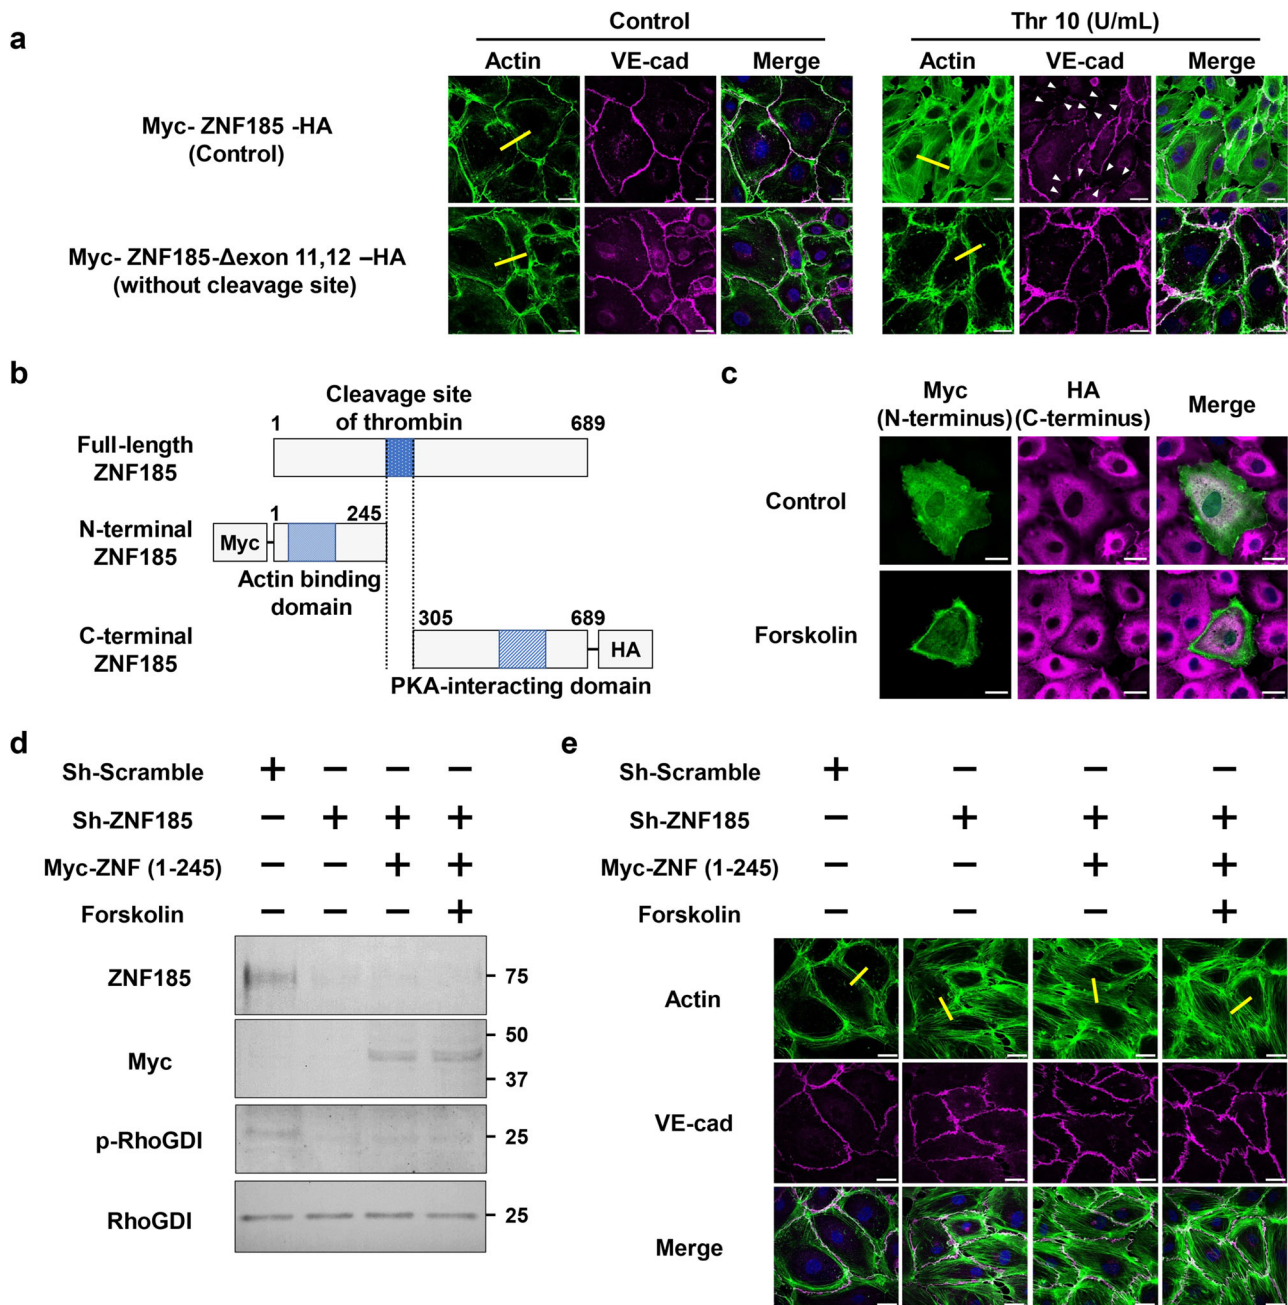 a
Control
Thr 10 (U/mL)
Actin VE-cad Merge Actin VE-cad Merge
Myc- ZNF185 -HA
(Control)
Myc- ZNF185-Δexon 11,12 –HA
(without cleavage site)
b
Cleavage site
of thrombin
1 689
Full-length
ZNF185
1 245
N-terminal
ZNF185
Myc
Actin binding
domain
305 689
C-terminal
ZNF185
HA
PKA-interacting domain
c
Myc
(N-terminus)
HA
(C-terminus)
Merge
Control
Forskolin
d
Sh-Scramble + − − −
Sh-ZNF185 − + + +
Myc-ZNF (1-245) − − + +
Forskolin − − − +
ZNF185
75
Myc
50
37
p-RhoGDI
25
RhoGDI
25
e
Sh-Scramble + − − −
Sh-ZNF185 − + + +
Myc-ZNF (1-245) − − + +
Forskolin − − − +
Actin
VE-cad
Merge